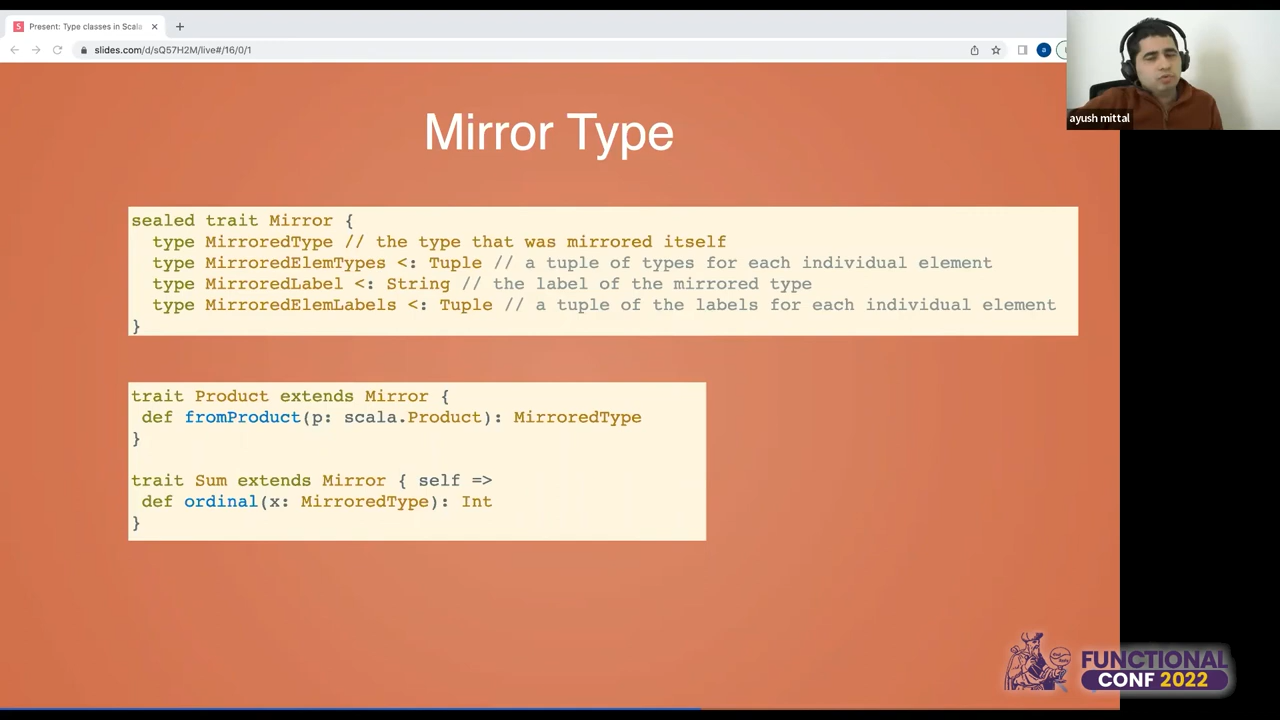 Present: Type classes in Scala
slides.com/d/sQ57H2M/live#/16/0/1
a
ayush mittal
Mirror Type
sealed trait Mirror {
type MirroredType // the type that was mirrored itself
type MirroredElemTypes <: Tuple // a tuple of types for each individual element
type MirroredLabel <: String // the label of the mirrored type
type MirroredElemLabels <: Tuple // a tuple of the labels for each individual element
}
trait Product extends Mirror {
def fromProduct(p: scala.Product): MirroredType
}
trait Sum extends Mirror { self =>
def ordinal(x: MirroredType): Int
}
FUNCTIONAL
CONF 2022